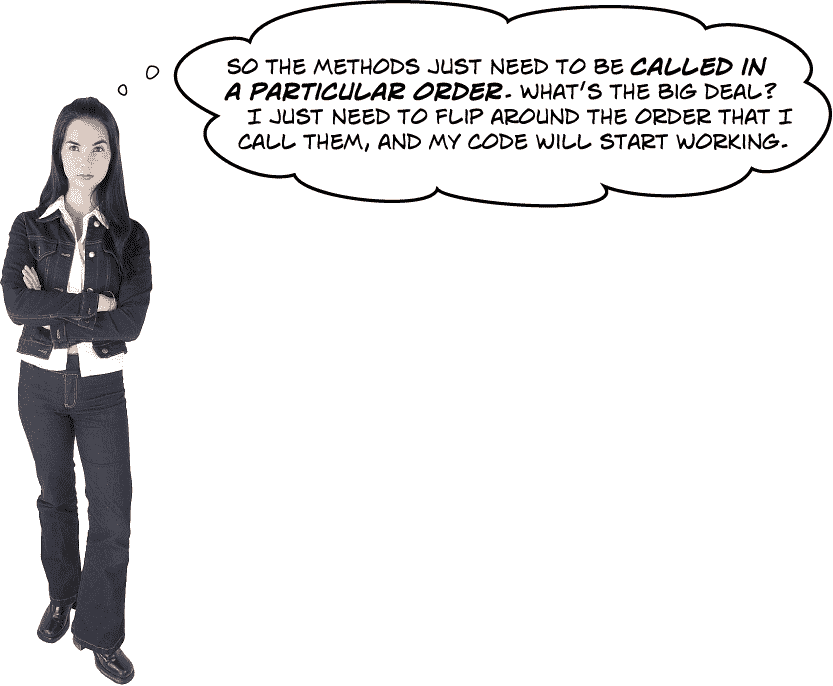 SO THE METHODS JUST NEED TO BE CALLED IN
A PARTICULAR ORDER. WHAT'S THE BIG DEAL?
I JUST NEED TO FLIP AROUND THE ORDER THAT I
CALL THEM, AND MY CODE WILL START WORKING.